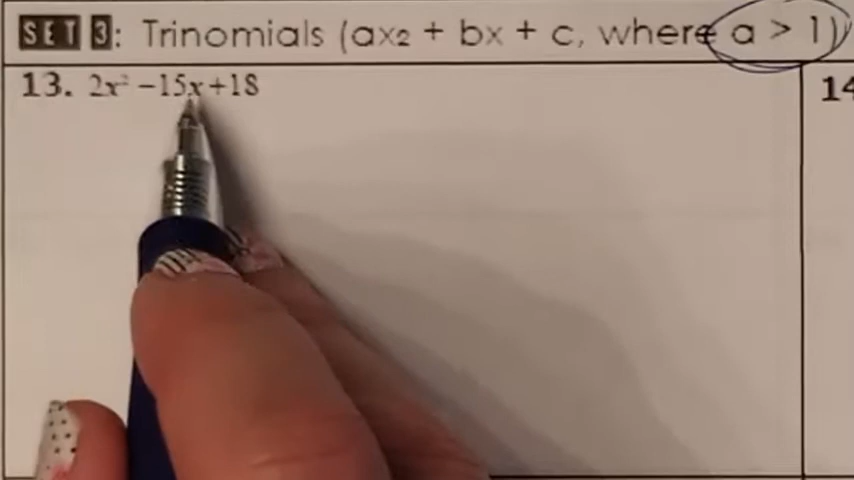 SET 3: Trinomials (ax2 + bx + c, where a > 1)
13. 2x² −15x+18
14